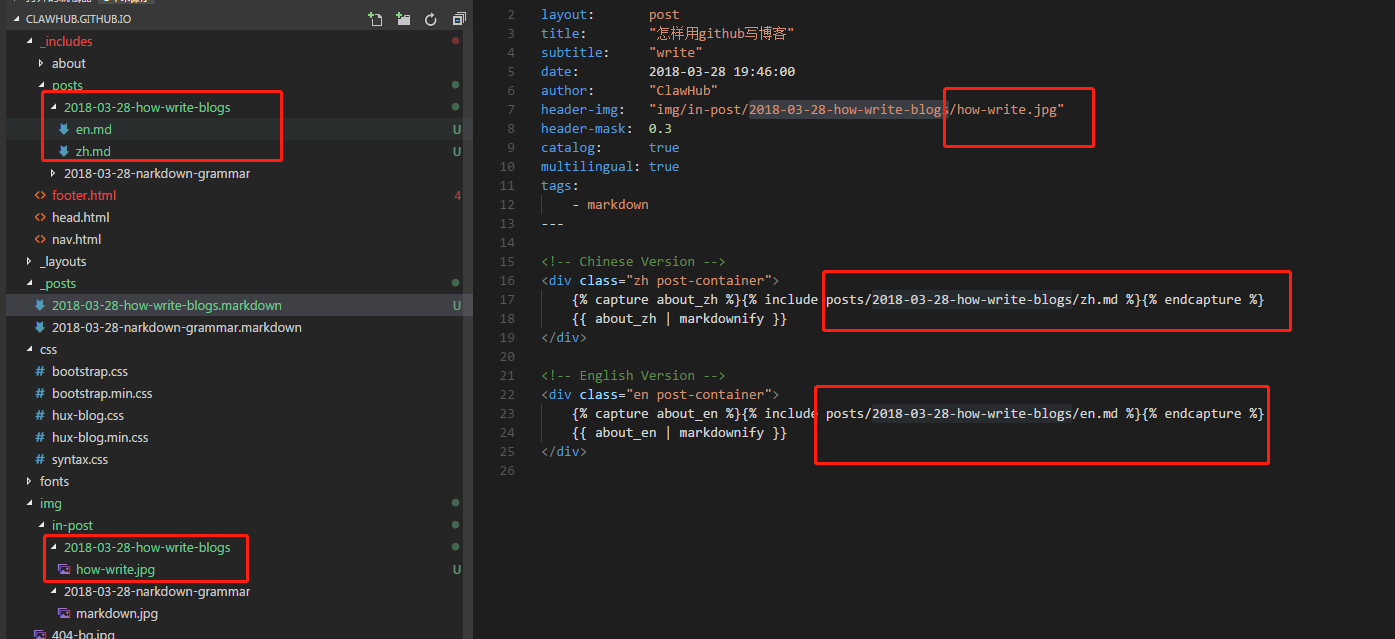 CLAWHUB.GITHUB.IO
_includes
about
posts
2018-03-28-how-write-blogs
en.md U
zh.md U
2018-03-28-narkdown-grammar
<> footer.html 4
<> head.html
<> nav.html
_layouts
_posts
2018-03-28-how-write-blogs.markdown U
2018-03-28-narkdown-grammar.markdown
css
# bootstrap.css
# bootstrap.min.css
# hux-blog.css
# hux-blog.min.css
# syntax.css
fonts
img
in-post
2018-03-28-how-write-blogs
how-write.jpg U
2018-03-28-narkdown-grammar
markdown.jpg
404-bg.jpg
2 layout: post
3 title: "怎样用github写博客"
4 subtitle: "write"
5 date: 2018-03-28 19:46:00
6 author: "ClawHub"
7 header-img: "img/in-post/2018-03-28-how-write-blogs/how-write.jpg"
8 header-mask: 0.3
9 catalog: true
10 multilingual: true
11 tags:
12 - markdown
13 ---
14
15 <!-- Chinese Version -->
16 <div class="zh post-container">
17 {% capture about_zh %}{% include posts/2018-03-28-how-write-blogs/zh.md %}{% endcapture %}
18 {{ about_zh | markdownify }}
19 </div>
20
21 <!-- English Version -->
22 <div class="en post-container">
23 {% capture about_en %}{% include posts/2018-03-28-how-write-blogs/en.md %}{% endcapture %}
24 {{ about_en | markdownify }}
25 </div>
26